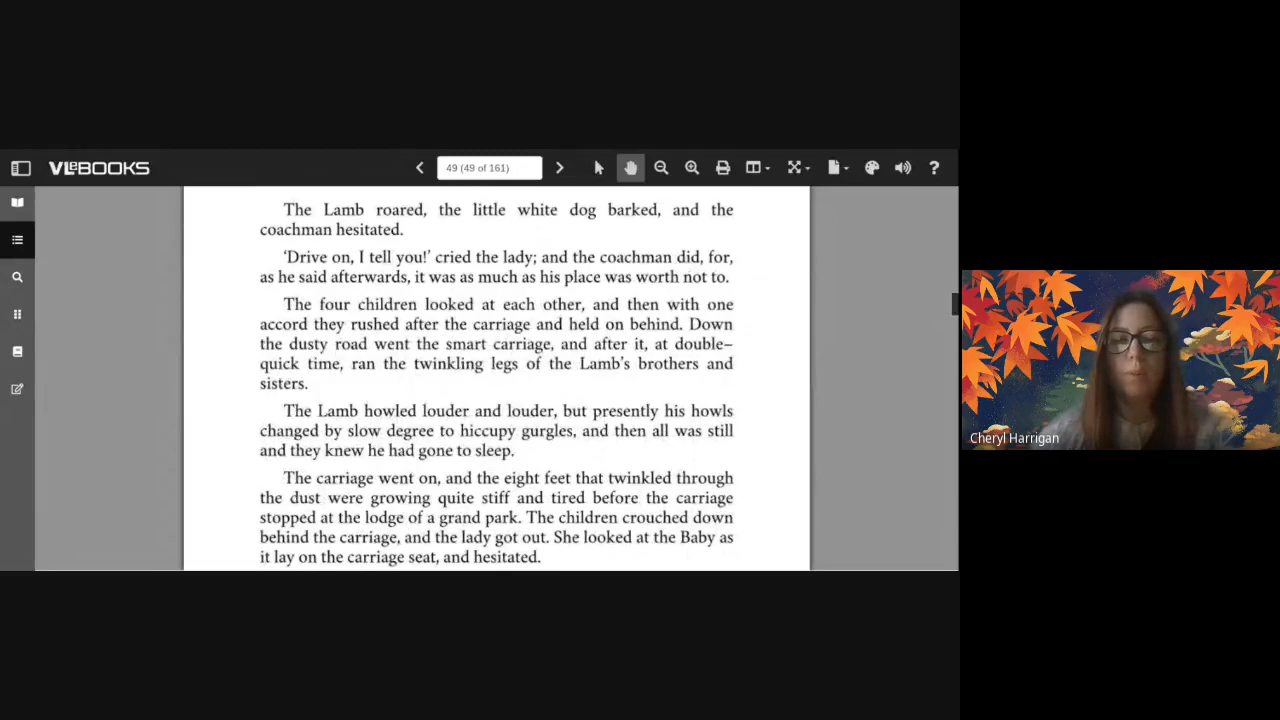 VLeBOOKS
49 (49 of 161)
The Lamb roared, the little white dog barked, and the
coachman hesitated.
‘Drive on, I tell you!’ cried the lady; and the coachman did, for,
as he said afterwards, it was as much as his place was worth not to.
The four children looked at each other, and then with one
accord they rushed after the carriage and held on behind. Down
the dusty road went the smart carriage, and after it, at double–
quick time, ran the twinkling legs of the Lamb’s brothers and
sisters.
The Lamb howled louder and louder, but presently his howls
changed by slow degree to hiccupy gurgles, and then all was still
and they knew he had gone to sleep.
The carriage went on, and the eight feet that twinkled through
the dust were growing quite stiff and tired before the carriage
stopped at the lodge of a grand park. The children crouched down
behind the carriage, and the lady got out. She looked at the Baby as
it lay on the carriage seat, and hesitated.
Cheryl Harrigan